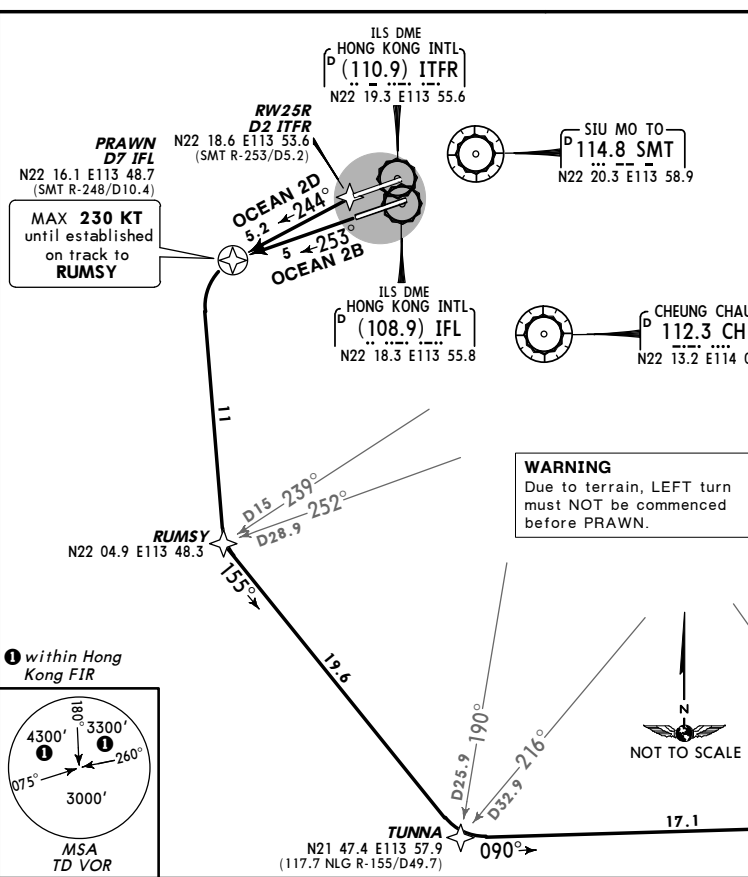 ILS DME
HONG KONG INTL
D (110.9) ITFR
N22 19.3 E113 55.6
RW25R
D2 ITFR
N22 18.6 E113 53.6
(SMT R-253/D5.2)
PRAWN
D7 IFL
N22 16.1 E113 48.7
(SMT R-248/D10.4)
MAX 230 KT
until established
on track to
RUMSY
SIU MO TO
D 114.8 SMT
N22 20.3 E113 58.9
OCEAN 2D
5.2 244°
5 253°
OCEAN 2B
ILS DME
HONG KONG INTL
D (108.9) IFL
N22 18.3 E113 55.8
CHEUNG CHAU
D 112.3 CH
N22 13.2 E114
11
D15 239°
D28.9 252°
WARNING
Due to terrain, LEFT turn
must NOT be commenced
before PRAWN.
RUMSY
N22 04.9 E113 48.3
155°
19.6
1 within Hong
Kong FIR
180°
4300' 1
3300' 1
075°
260°
3000'
MSA
TD VOR
D25.9 190°
D32.9 216°
N
NOT TO SCALE
TUNNA
N21 47.4 E113 57.9
(117.7 NLG R-155/D49.7)
090°
17.1